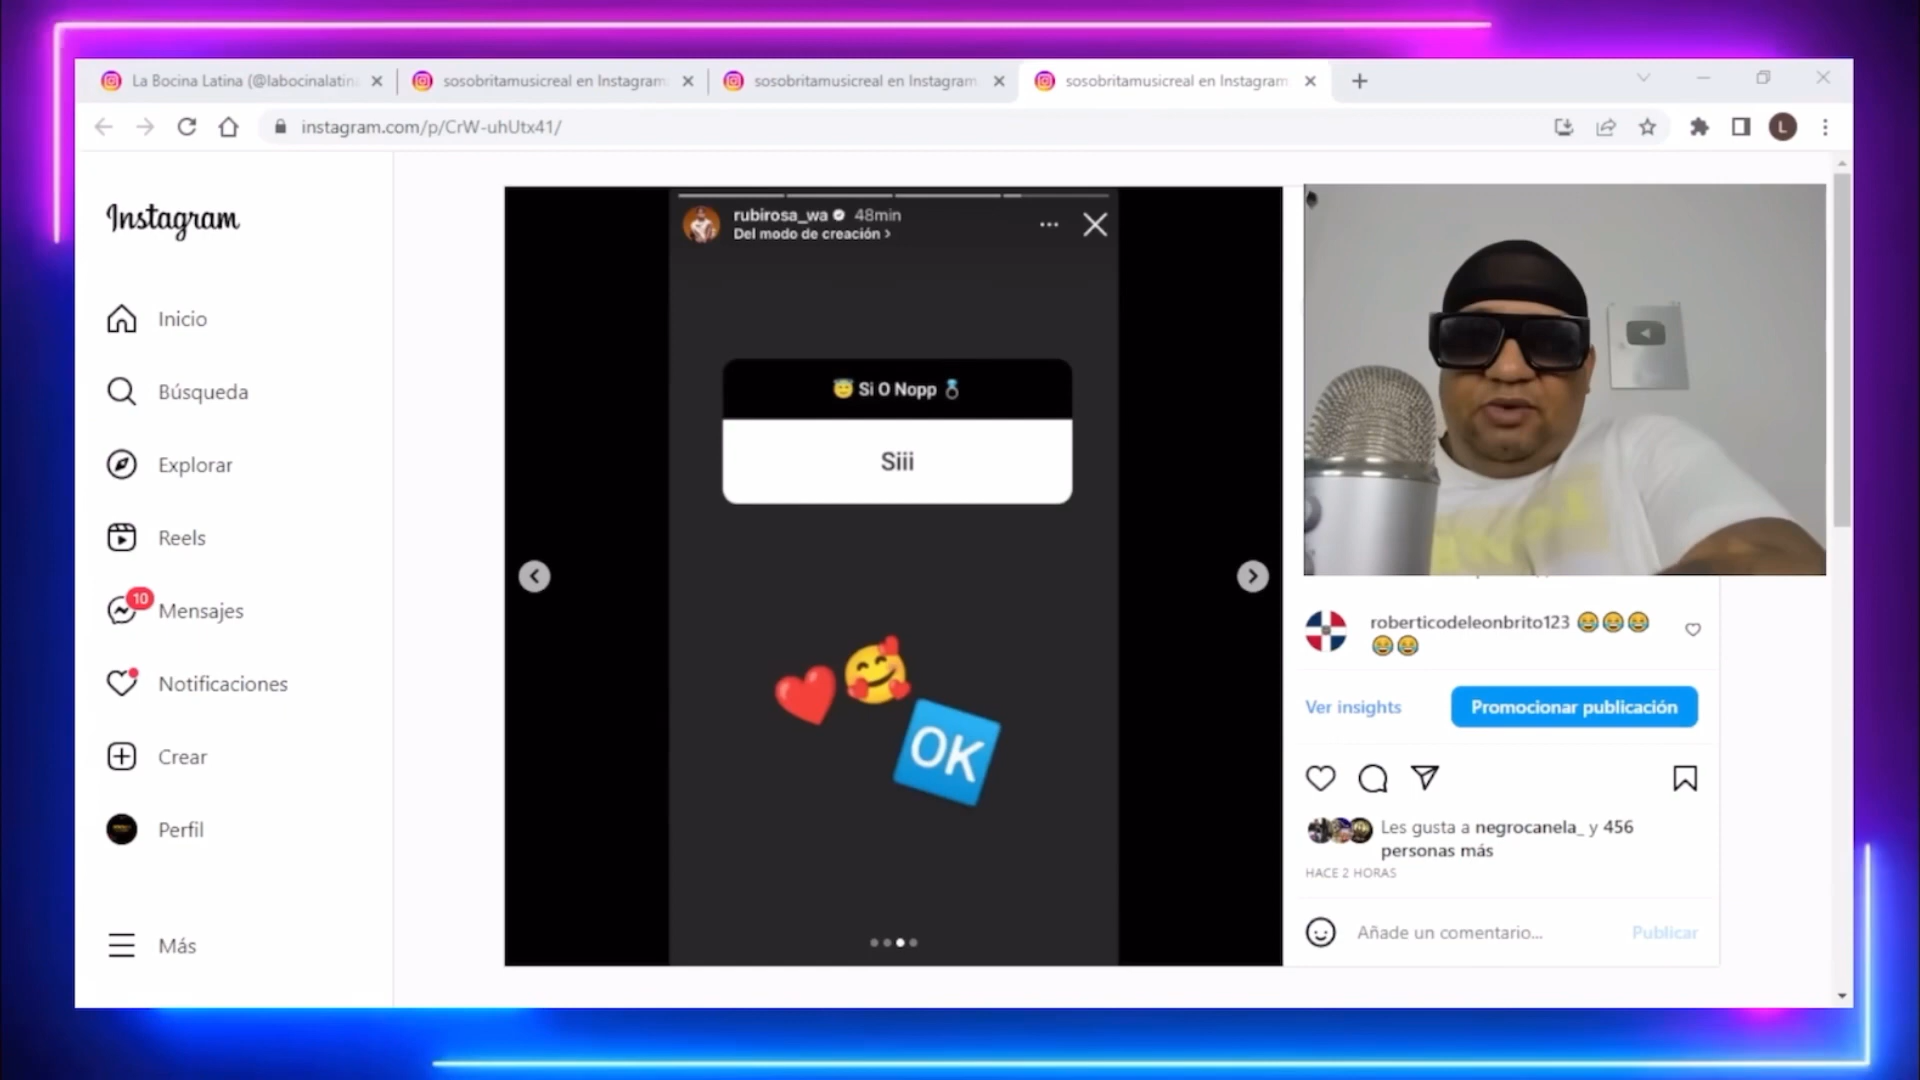 La Bocina Latina (@labocinalatin
sosobritamusicreal en Instagram
sosobritamusicreal en Instagram
sosobritamusicreal en Instagram
instagram.com/p/CrW-uhUtx41/
L
Instagram
Inicio
Búsqueda
Explorar
Reels
10
Mensajes
Notificaciones
Crear
Perfil
Más
rubirosa_wa 48min
Del modo de creación >
😇 Si O Nopp 💍
Siii
OK
roberticodeleonbrito123 😂😂😂
😂😂
Ver insights
Promocionar publicación
Les gusta a negrocanela_ y 456
personas más
HACE 2 HORAS
Añade un comentario...
Publicar